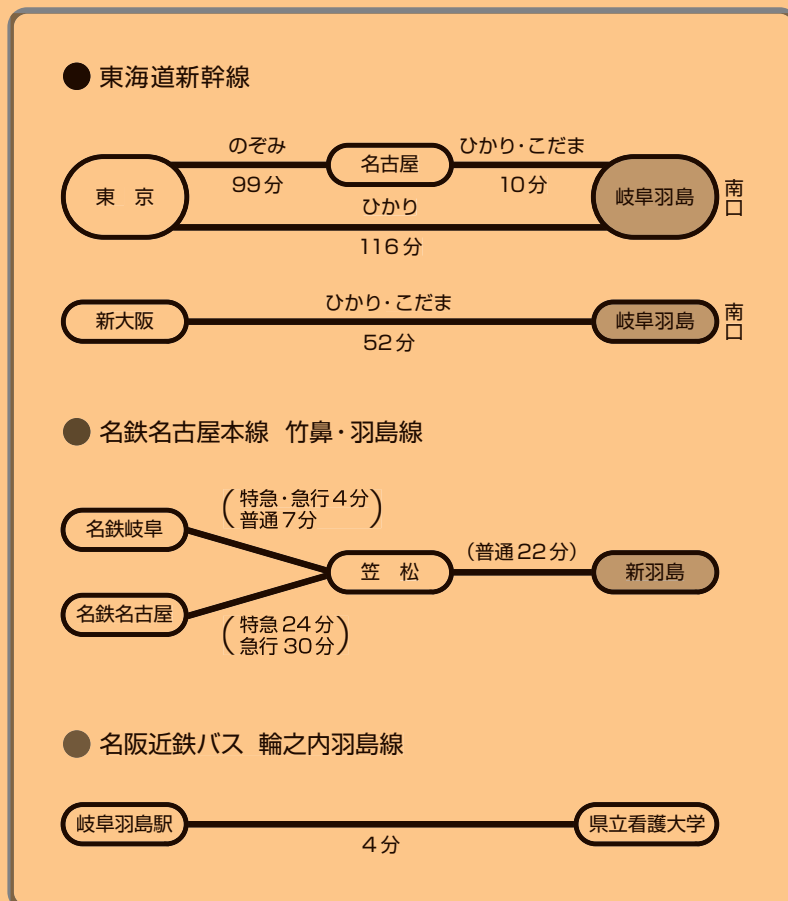 ● 東海道新幹線
のぞみ
ひかり・こだま
東 京
名古屋
岐阜羽島
南口
99分
10分
ひかり
116分
ひかり・こだま
新大阪
岐阜羽島
南口
52分
● 名鉄名古屋本線 竹鼻・羽島線
(特急・急行4分
普通7分)
名鉄岐阜
(普通22分)
笠 松
新羽島
名鉄名古屋
(特急24分
急行30分)
● 名阪近鉄バス 輪之内羽島線
岐阜羽島駅
県立看護大学
4分